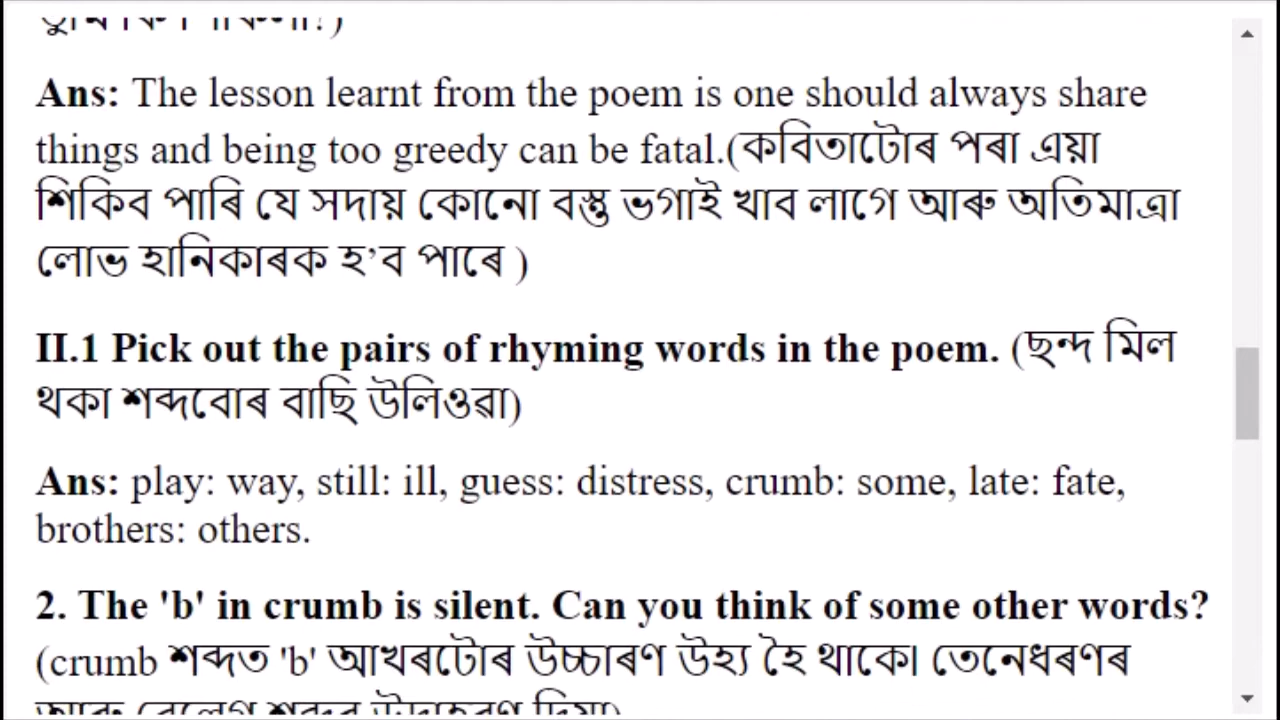 Ans: The lesson learnt from the poem is one should always share
things and being too greedy can be fatal.(কবিতাটোৰ পৰা এয়া
শিকিব পাৰি যে সদায় কোনো বস্তু ভগাই খাব লাগে আৰু অতিমাত্ৰা
লোভ হানিকাৰক হ’ব পাৰে )
II.1 Pick out the pairs of rhyming words in the poem. (ছন্দ মিল
থকা শব্দবোৰ বাছি উলিওৱা)
Ans: play: way, still: ill, guess: distress, crumb: some, late: fate,
brothers: others.
2. The 'b' in crumb is silent. Can you think of some other words?
(crumb শব্দত 'b' আখৰটোৰ উচ্চাৰণ উহ্য হৈ থাকে। তেনেধৰণৰ